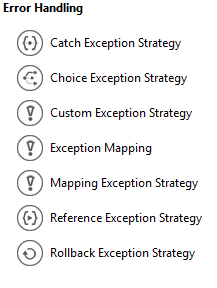 Error Handling
Catch Exception Strategy
Choice Exception Strategy
Custom Exception Strategy
Exception Mapping
Mapping Exception Strategy
Reference Exception Strategy
Rollback Exception Strategy